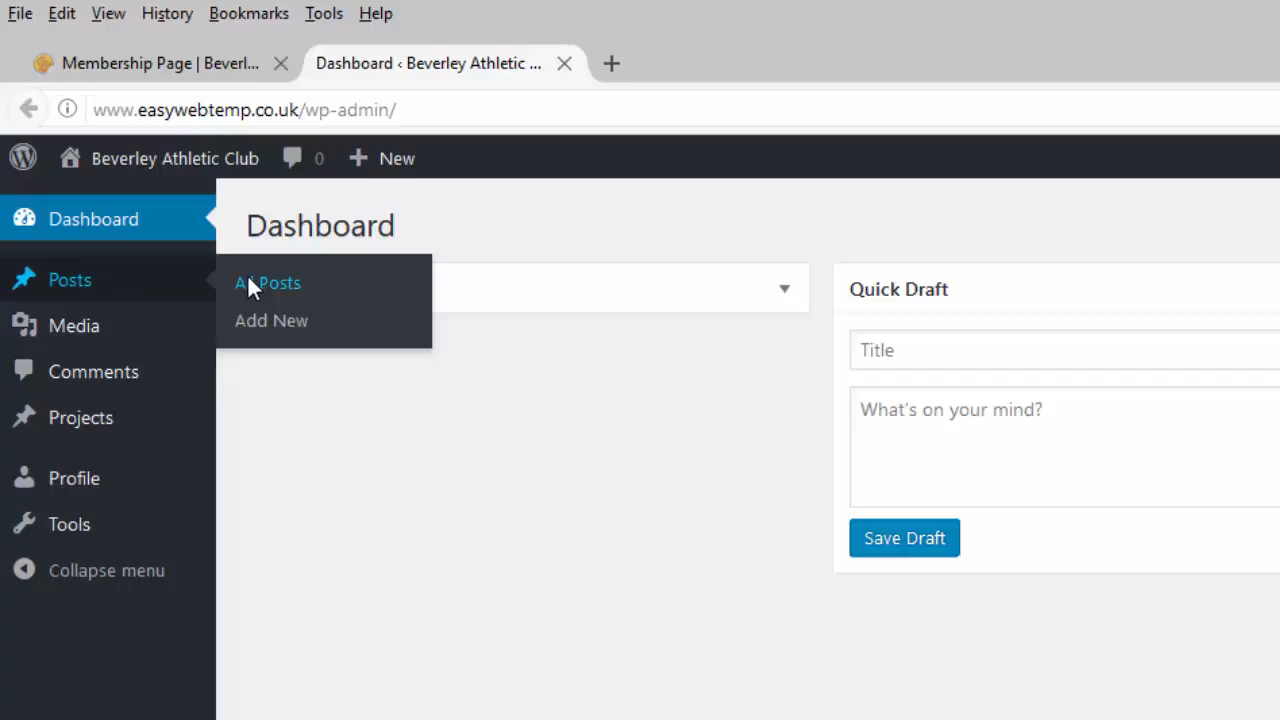 File Edit View History Bookmarks Tools Help
Membership Page | Beverl...
Dashboard ‹ Beverley Athletic ...
www.easywebtemp.co.uk/wp-admin/
Beverley Athletic Club 0 New
Dashboard
Dashboard
Posts
All Posts
Add New
Media
Comments
Projects
Profile
Tools
Collapse menu
Quick Draft
Title
What's on your mind?
Save Draft